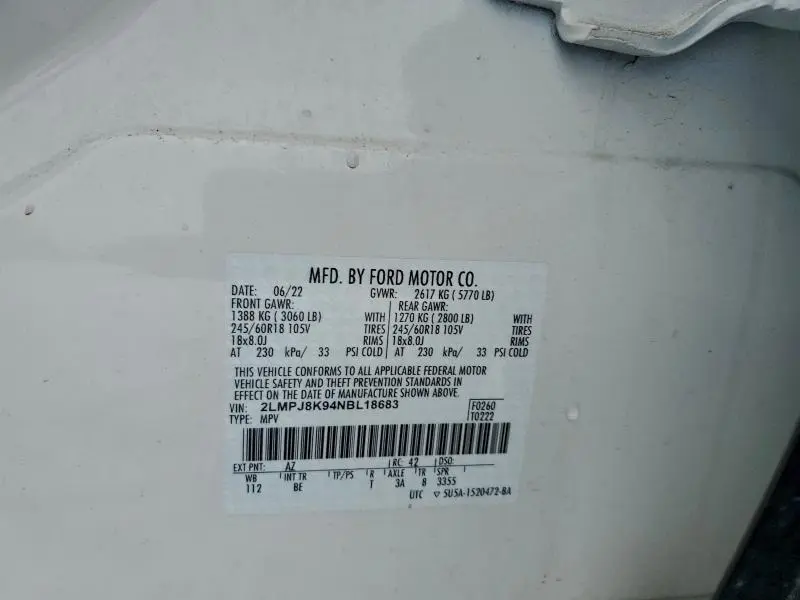 MFD. BY FORD MOTOR CO.
DATE: 06/22 GVWR: 2617 KG ( 5770 LB)
FRONT GAWR: REAR GAWR:
1388 KG ( 3060 LB) WITH 1270 KG ( 2800 LB) WITH
245/60R18 105V TIRES 245/60R18 105V TIRES
18x8.0J RIMS 18x8.0J RIMS
AT 230 kPa/ 33 PSI COLD AT 230 kPa/ 33 PSI COLD
THIS VEHICLE CONFORMS TO ALL APPLICABLE FEDERAL MOTOR
VEHICLE SAFETY AND THEFT PREVENTION STANDARDS IN
EFFECT ON THE DATE OF MANUFACTURE SHOWN ABOVE.
VIN: 2LMPJ8K94NBL18683 F0260
TYPE: MPV T0222
EXT PNT: AZ RC: 42 DSO:
WB INT TR TP/PS R AXLE TR SPR
112 BE T 3A 8 3355
UTC ▽ 5U5A-1520472-BA